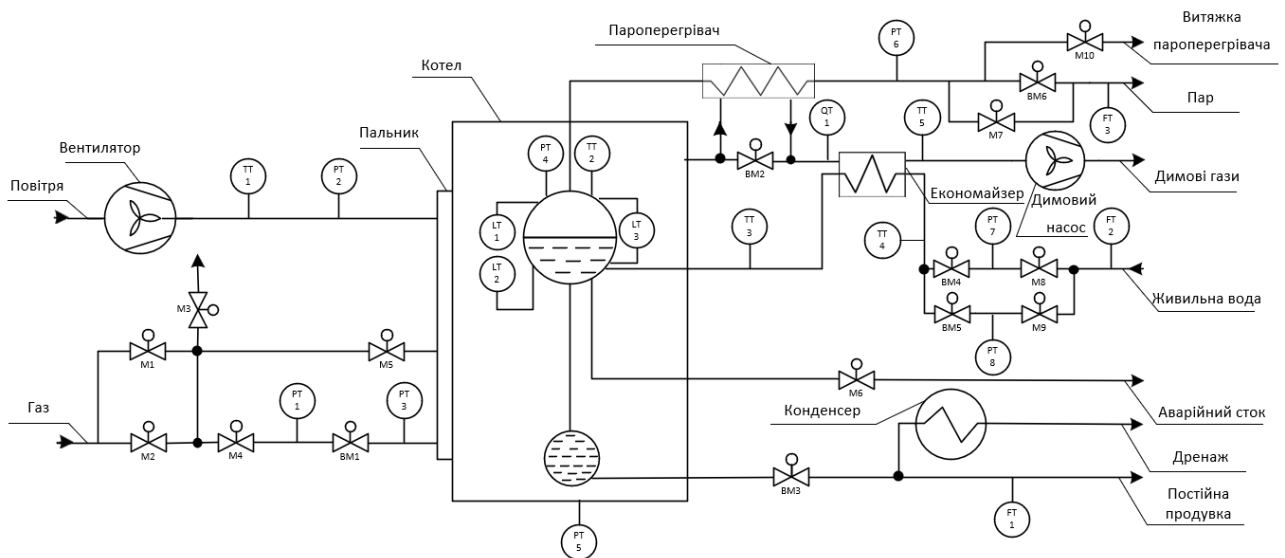 Витяжка
пароперегрівача
Пароперегрівач
PT
6
M10
Котел
BM6
Пар
M7
FT
3
Пальник
Вентилятор
PT
4
TT
2
QT
1
TT
5
BM2
Повітря
TT
1
PT
2
Економайзер
Димові гази
Димовий
насос
LT
1
LT
3
LT
2
TT
3
TT
4
PT
7
FT
2
BM4
M8
Живильна вода
BM5
M9
PT
8
M3
M1
M5
M6
Аварійний сток
Газ
PT
1
PT
3
M2
M4
BM1
Конденсер
Дренаж
BM3
Постійна
продувка
FT
1
PT
5